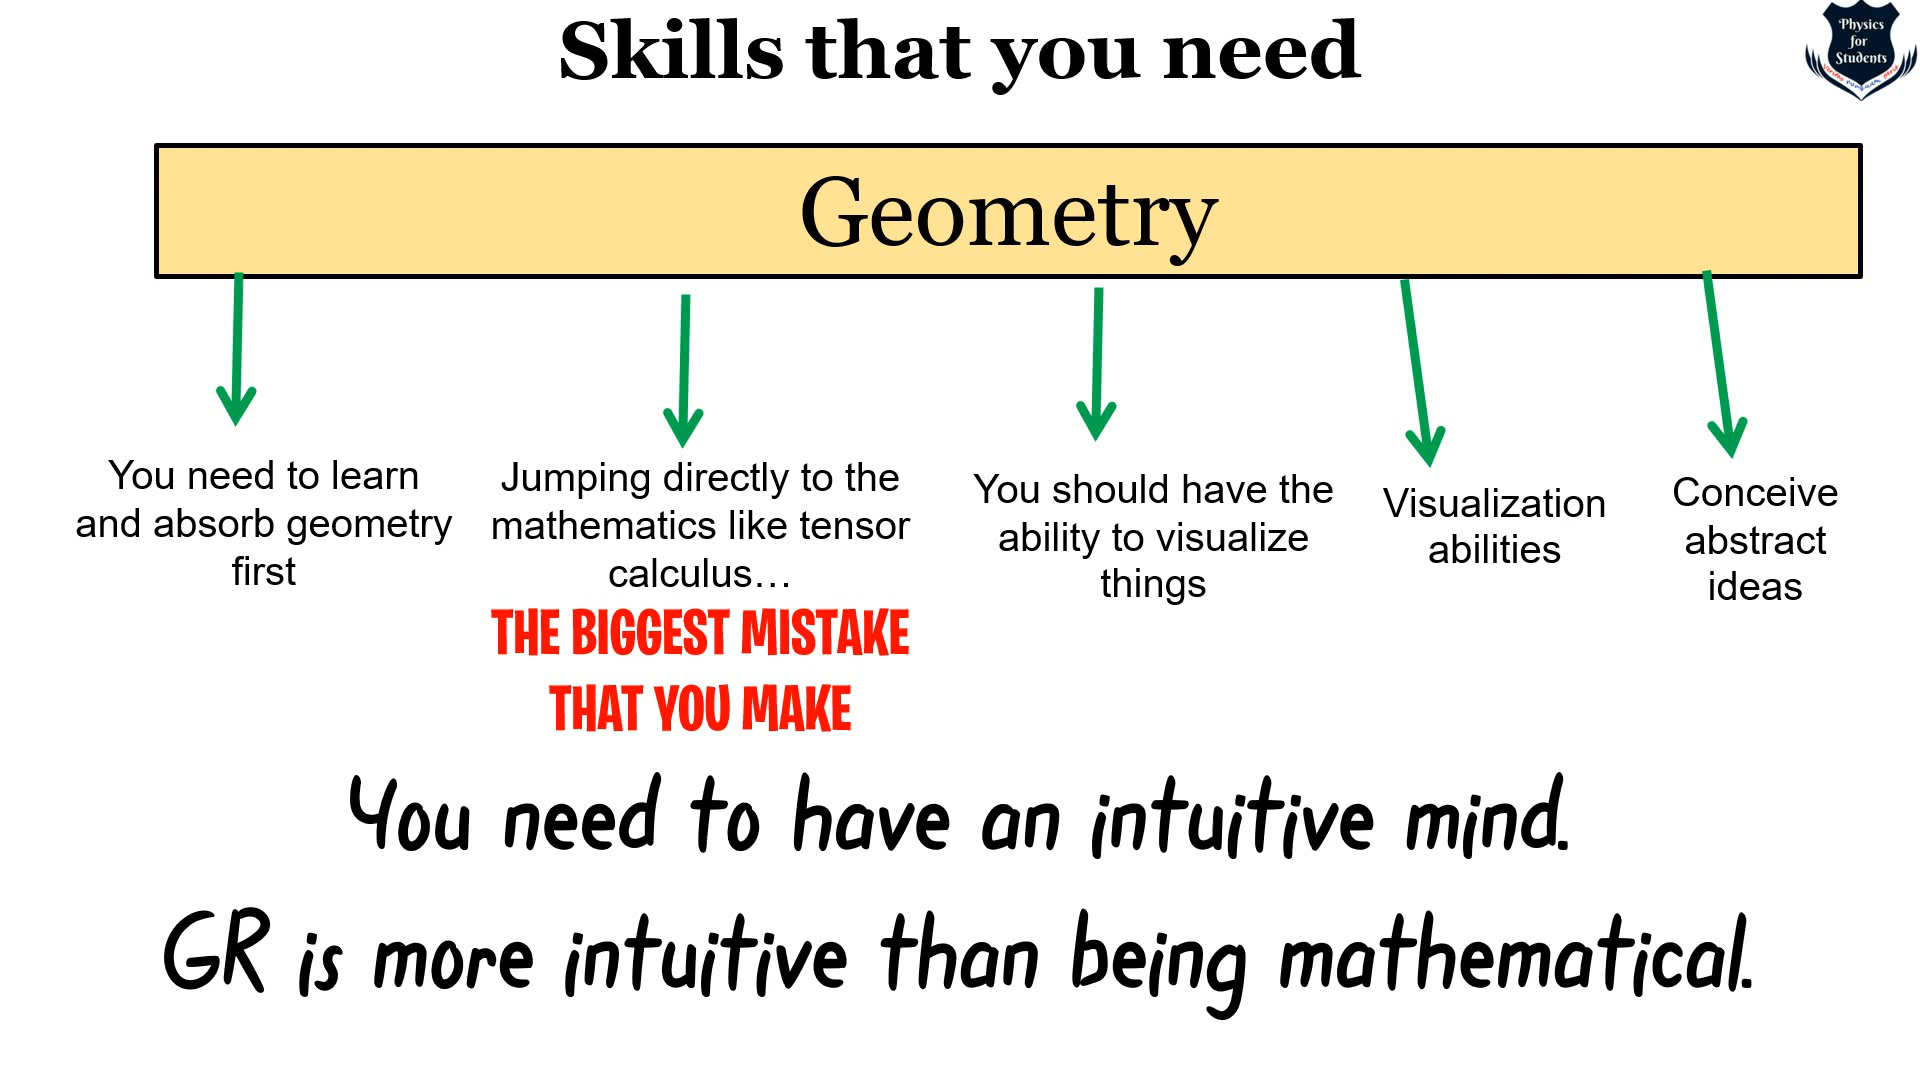 Skills that you need
Physics
for
Students
Geometry
You need to learn
and absorb geometry
first
Jumping directly to the
mathematics like tensor
calculus…
THE BIGGEST MISTAKE
THAT YOU MAKE
You should have the
ability to visualize
things
Visualization
abilities
Conceive
abstract
ideas
You need to have an intuitive mind.
GR is more intuitive than being mathematical.